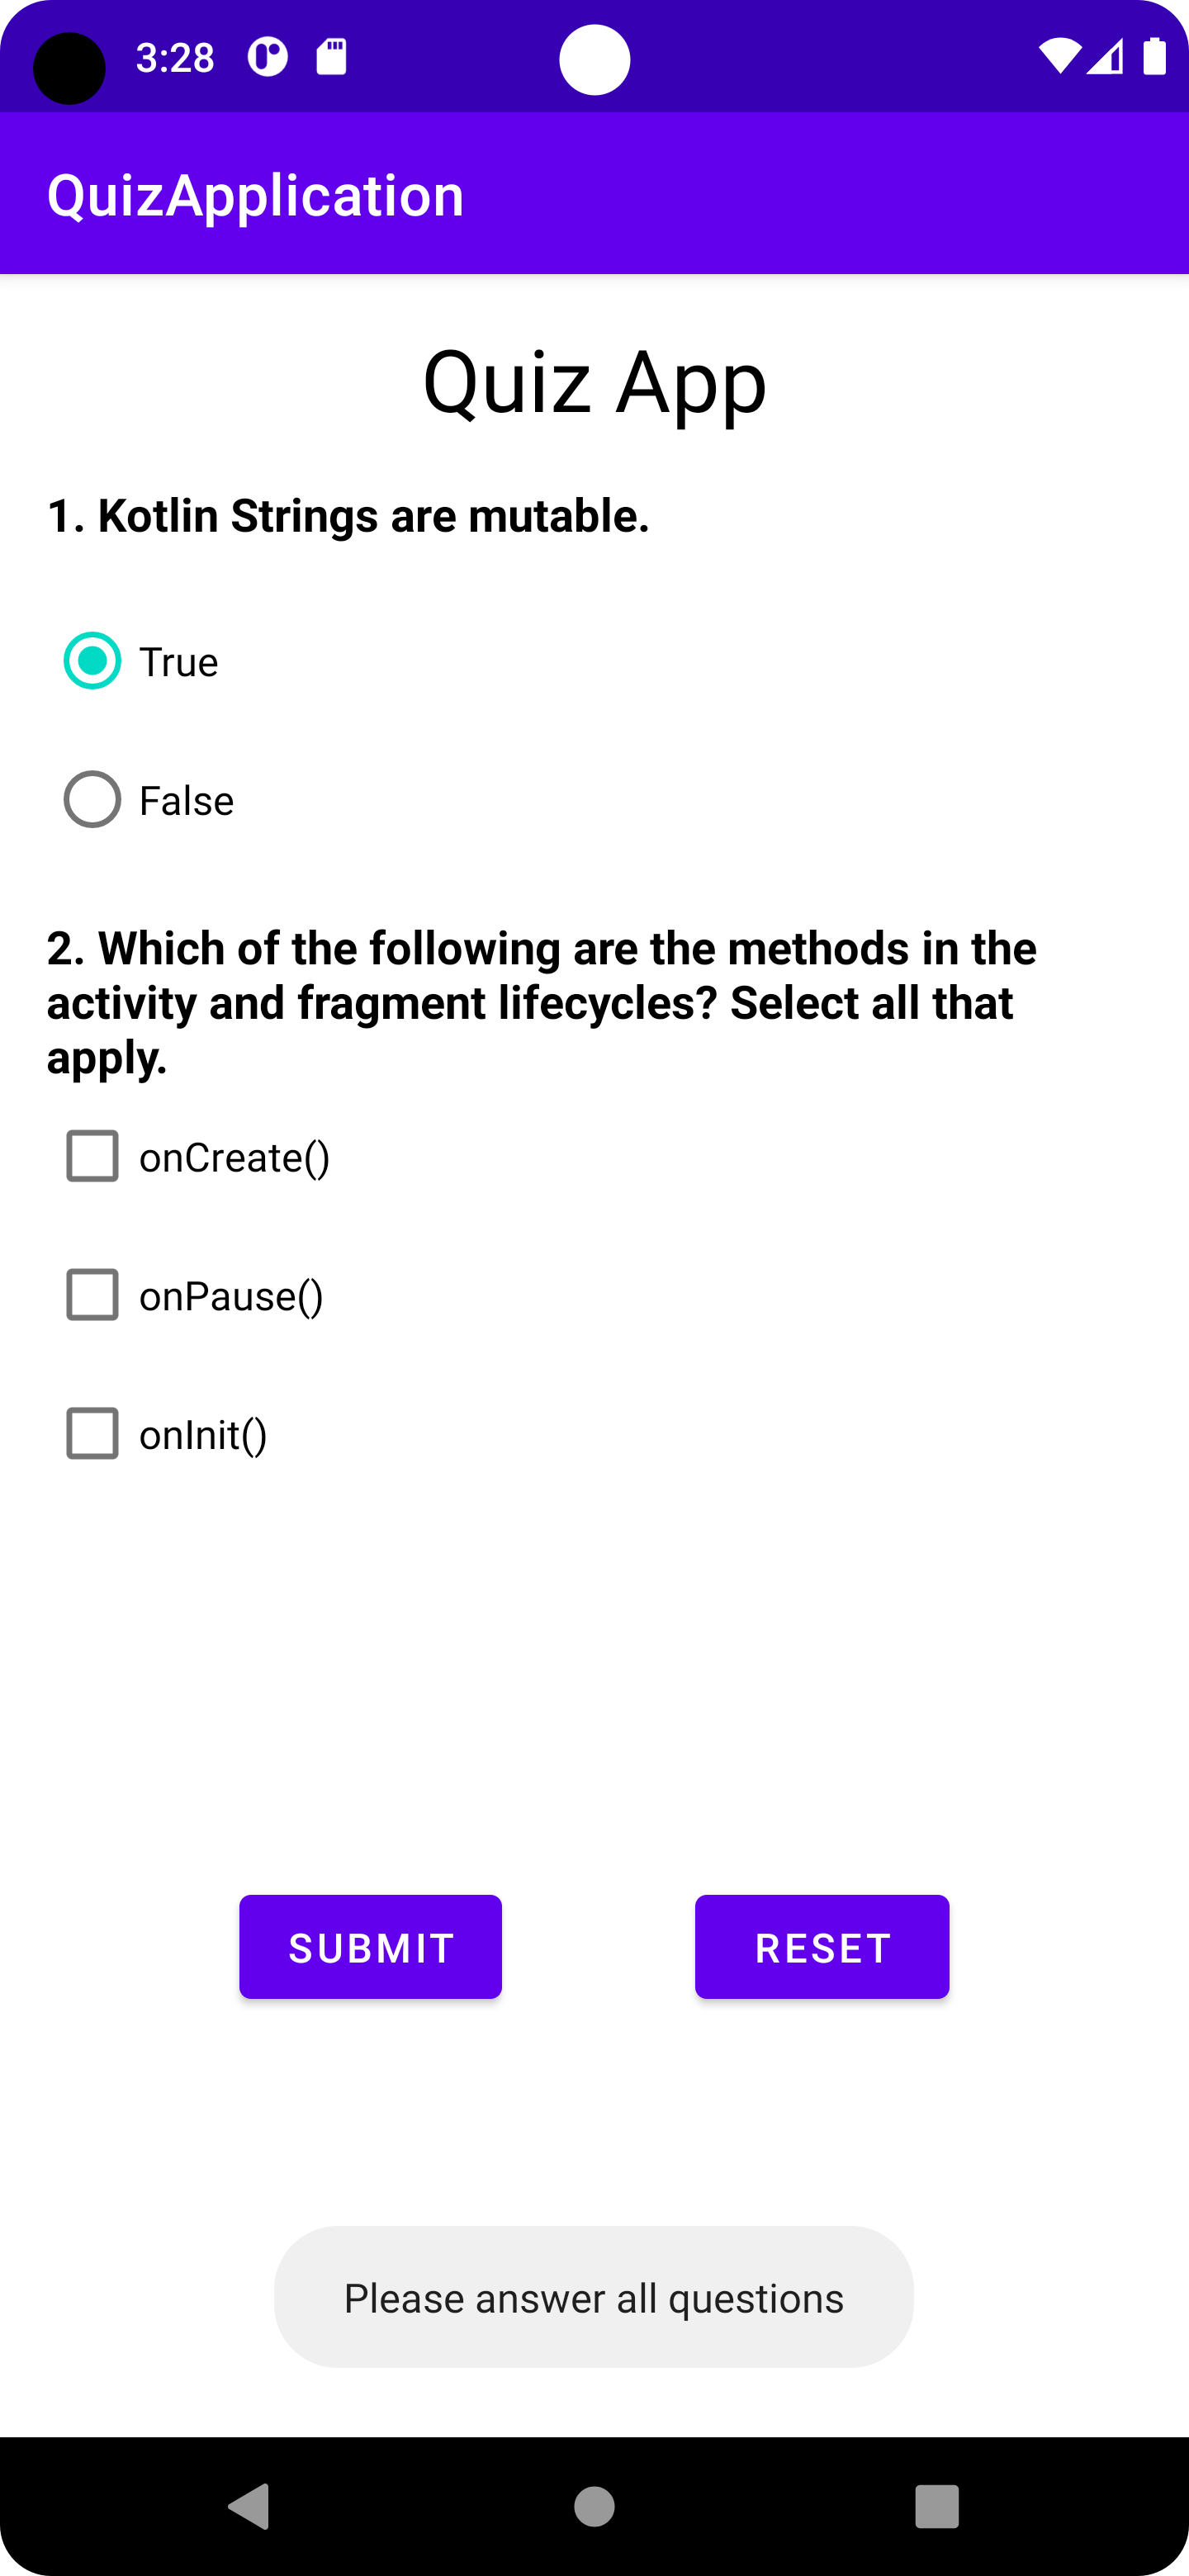 3:28
QuizApplication
Quiz App
1. Kotlin Strings are mutable.
True
False
2. Which of the following are the methods in the
activity and fragment lifecycles? Select all that
apply.
onCreate()
onPause()
onInit()
SUBMIT
RESET
Please answer all questions